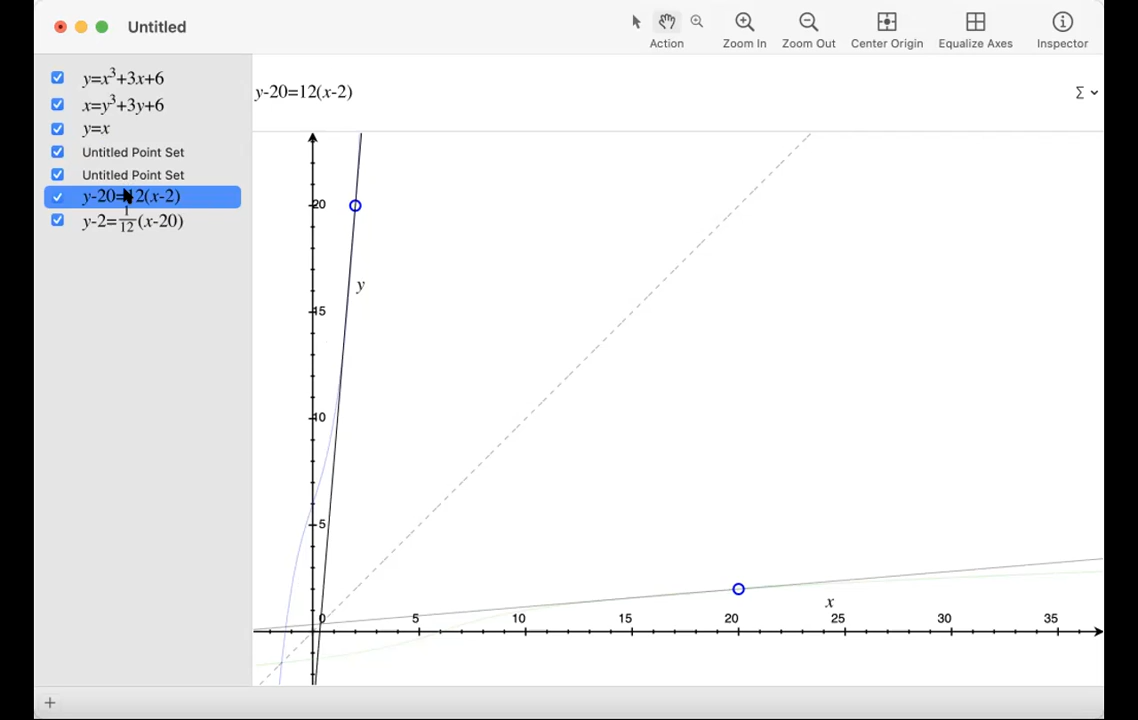 Untitled
Action
Zoom In
Zoom Out
Center Origin
Equalize Axes
Inspector
y=x³+3x+6
x=y³+3y+6
y=x
Untitled Point Set
Untitled Point Set
y-20=12(x-2)
y-2=1/12(x-20)
y-20=12(x-2)
Σ
20
y
15
10
5
x
0 5 10 15 20 25 30 35
+